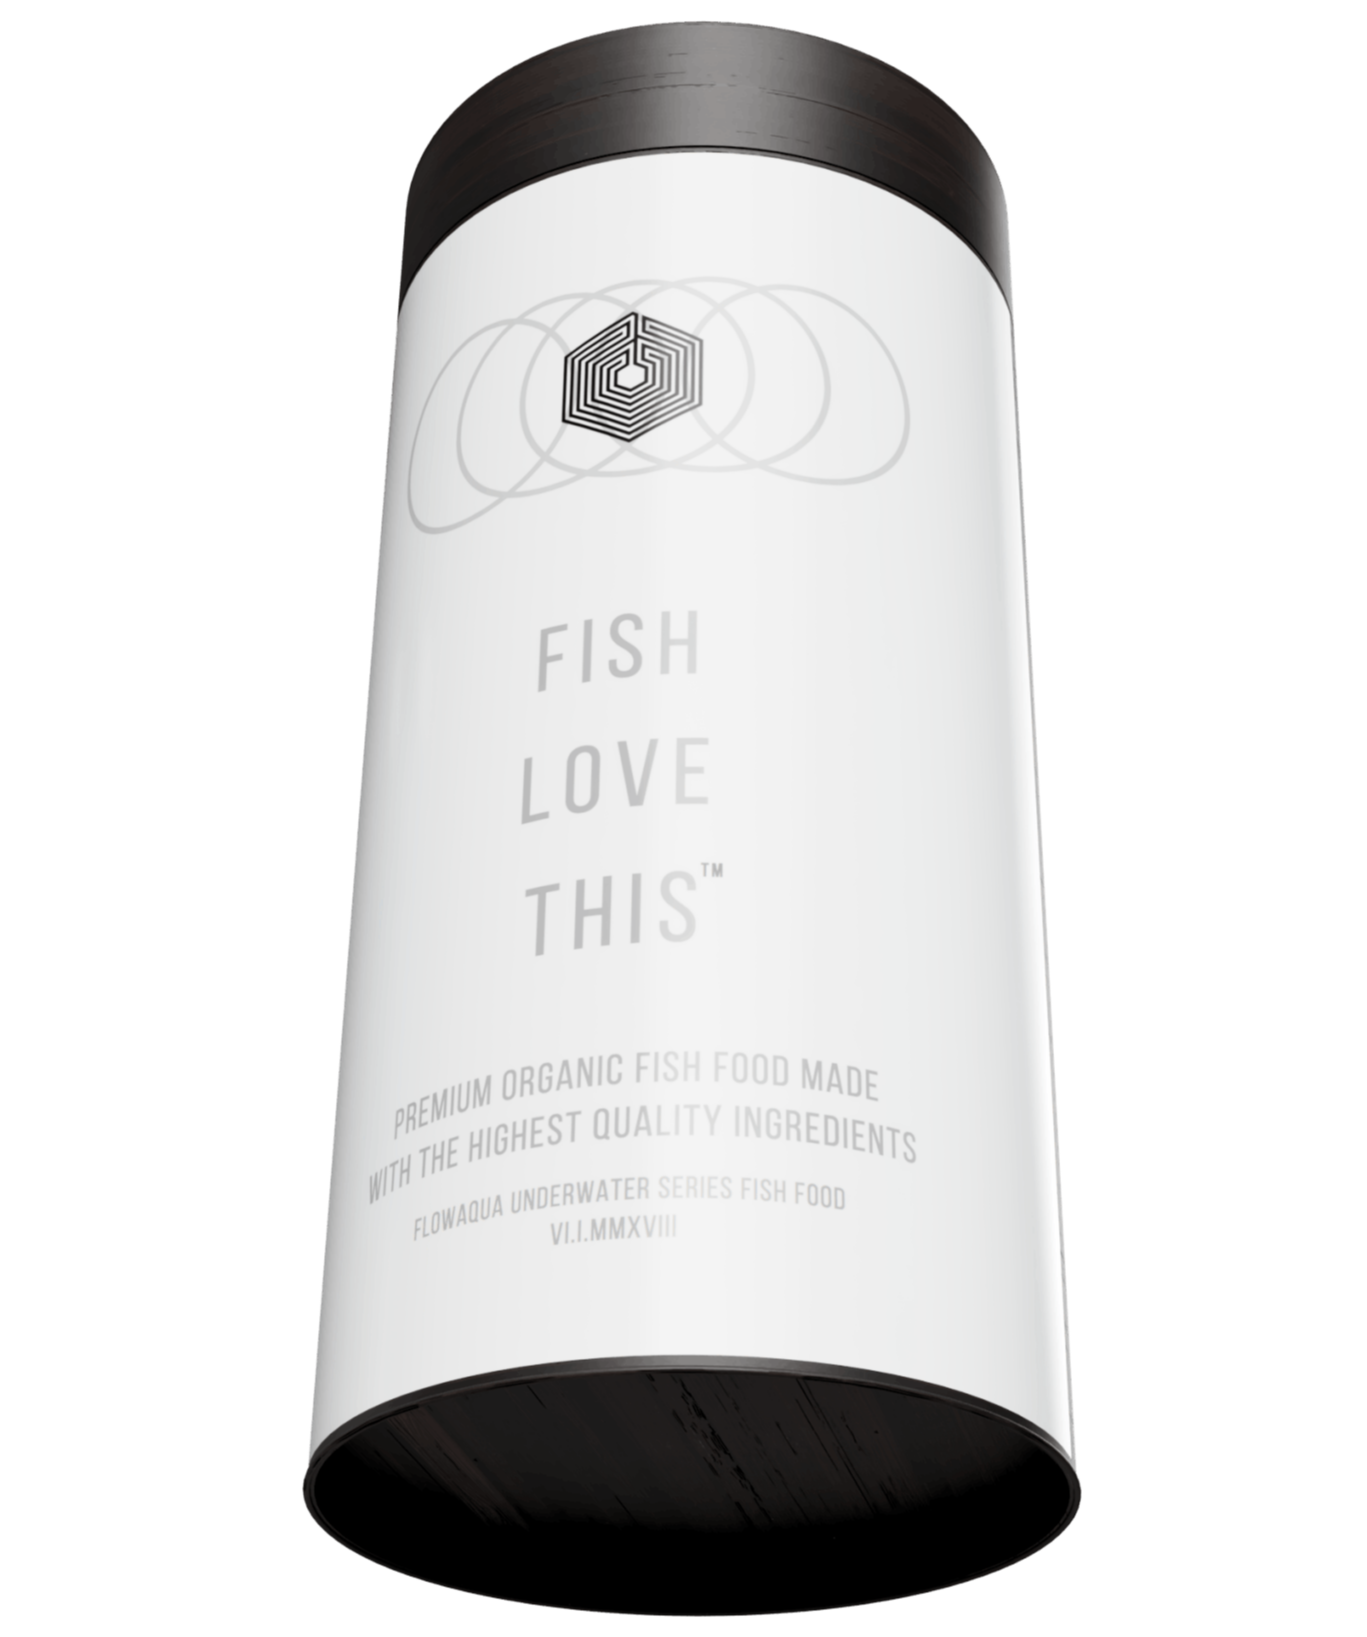 FISH
LOVE
THIS™
PREMIUM ORGANIC FISH FOOD MADE
WITH THE HIGHEST QUALITY INGREDIENTS
FLOWAQUA UNDERWATER SERIES FISH FOOD
VI.I.MMXVIII